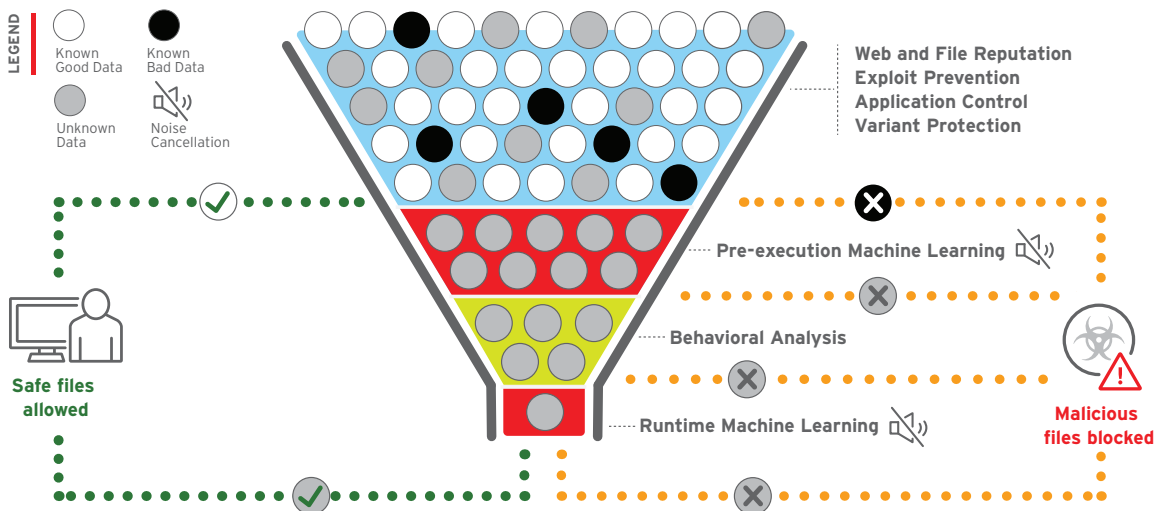 LEGEND
Known
Good Data
Known
Bad Data
Unknown
Data
Noise
Cancellation
Web and File Reputation
Exploit Prevention
Application Control
Variant Protection
Pre-execution Machine Learning
Behavioral Analysis
Runtime Machine Learning
Safe files
allowed
Malicious
files blocked